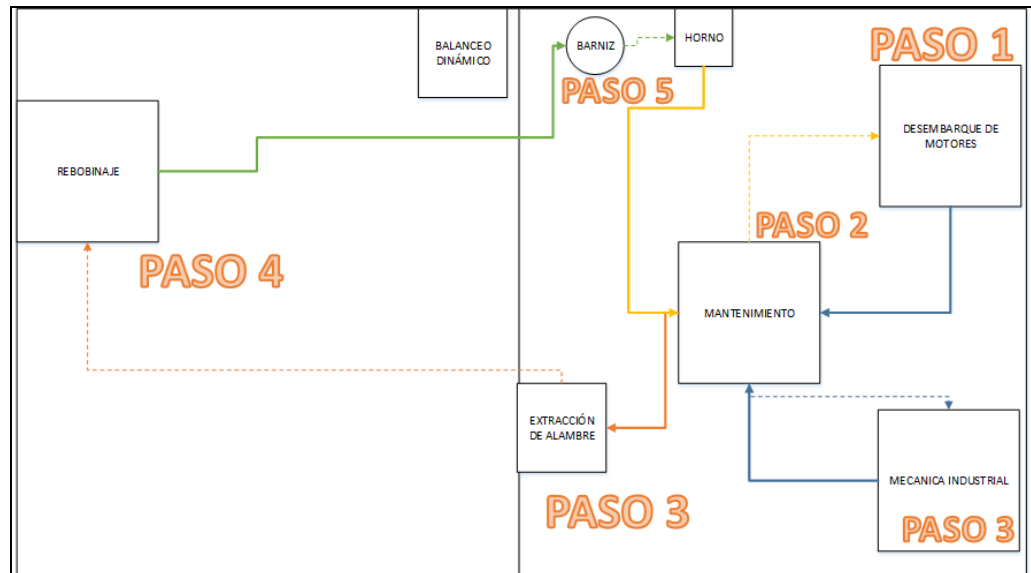 BALANCEO
DINÁMICO
BARNIZ
HORNO
PASO 1
PASO 5
DESEMBARQUE DE
MOTORES
REBOBINAJE
PASO 2
PASO 4
MANTENIMIENTO
EXTRACCIÓN
DE ALAMBRE
MECANICA INDUSTRIAL
PASO 3
PASO 3